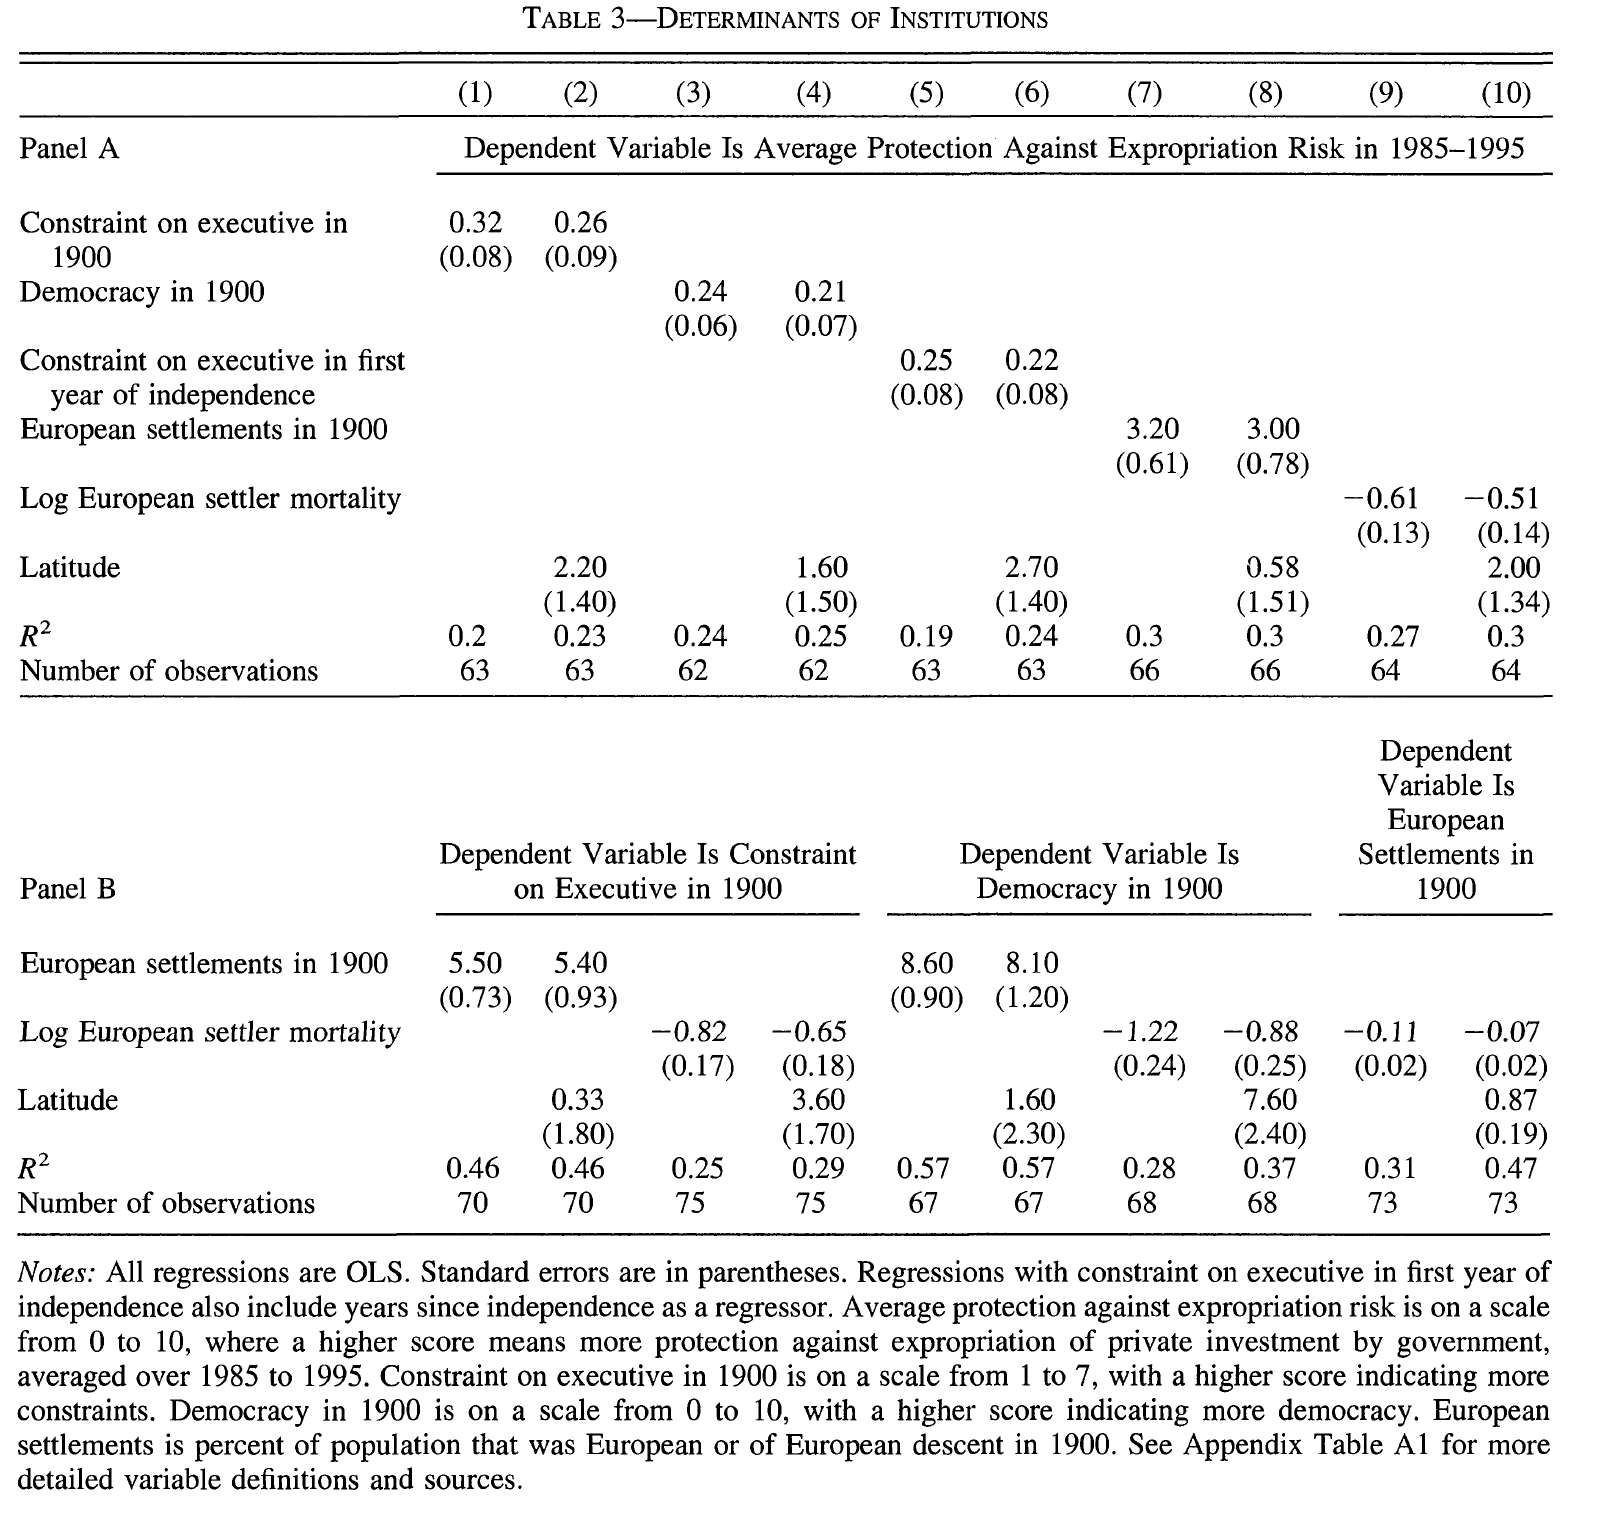 TABLE 3—DETERMINANTS OF INSTITUTIONS
(1) (2) (3) (4) (5) (6) (7) (8) (9) (10)
Panel A Dependent Variable Is Average Protection Against Expropriation Risk in 1985–1995
Constraint on executive in 0.32 0.26
1900 (0.08) (0.09)
Democracy in 1900 0.24 0.21
(0.06) (0.07)
Constraint on executive in first 0.25 0.22
year of independence (0.08) (0.08)
European settlements in 1900 3.20 3.00
(0.61) (0.78)
Log European settler mortality −0.61 −0.51
(0.13) (0.14)
Latitude 2.20 1.60 2.70 0.58 2.00
(1.40) (1.50) (1.40) (1.51) (1.34)
R² 0.2 0.23 0.24 0.25 0.19 0.24 0.3 0.3 0.27 0.3
Number of observations 63 63 62 62 63 63 66 66 64 64
Dependent
Variable Is
European
Dependent Variable Is Constraint Dependent Variable Is Settlements in
Panel B on Executive in 1900 Democracy in 1900 1900
European settlements in 1900 5.50 5.40 8.60 8.10
(0.73) (0.93) (0.90) (1.20)
Log European settler mortality −0.82 −0.65 −1.22 −0.88 −0.11 −0.07
(0.17) (0.18) (0.24) (0.25) (0.02) (0.02)
Latitude 0.33 3.60 1.60 7.60 0.87
(1.80) (1.70) (2.30) (2.40) (0.19)
R² 0.46 0.46 0.25 0.29 0.57 0.57 0.28 0.37 0.31 0.47
Number of observations 70 70 75 75 67 67 68 68 73 73
Notes: All regressions are OLS. Standard errors are in parentheses. Regressions with constraint on executive in first year of
independence also include years since independence as a regressor. Average protection against expropriation risk is on a scale
from 0 to 10, where a higher score means more protection against expropriation of private investment by government,
averaged over 1985 to 1995. Constraint on executive in 1900 is on a scale from 1 to 7, with a higher score indicating more
constraints. Democracy in 1900 is on a scale from 0 to 10, with a higher score indicating more democracy. European
settlements is percent of population that was European or of European descent in 1900. See Appendix Table A1 for more
detailed variable definitions and sources.